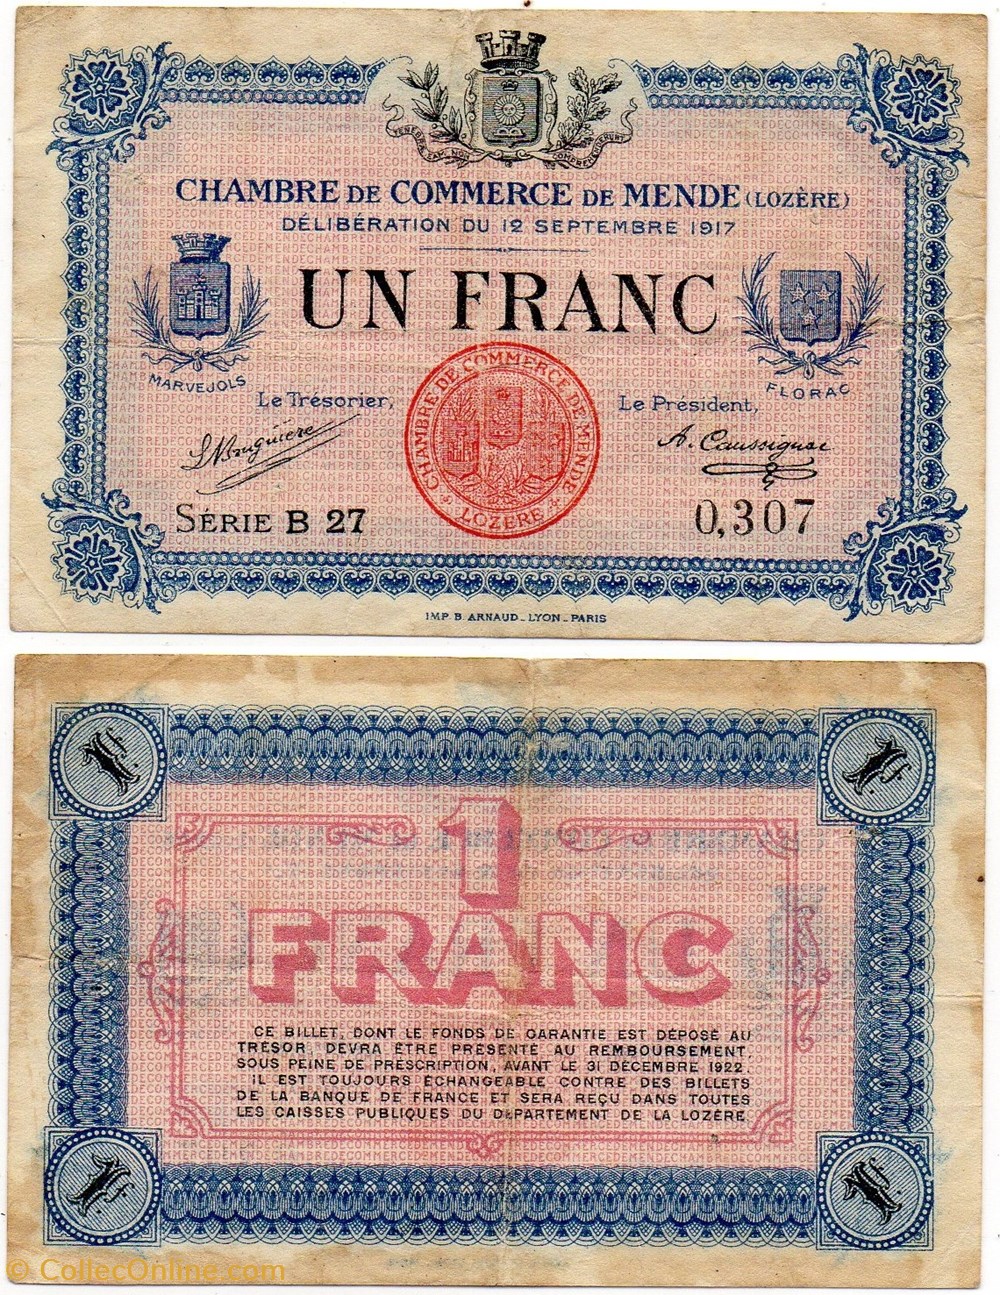 CHAMBRE DE COMMERCE DE MENDE (LOZÈRE)
DÉLIBÉRATION DU 12 SEPTEMBRE 1917
UN FRANC
MARVEJOLS
FLORAC
Le Trésorier,
Le Président,
A. Caussignac
CHAMBRE DE COMMERCE DE MENDE
LOZÈRE
SÉRIE B 27
0,307
IMP. B. ARNAUD_LYON_PARIS
1
FRANC
CE BILLET, DONT LE FONDS DE GARANTIE EST DÉPOSÉ AU
TRÉSOR DEVRA ÊTRE PRÉSENTÉ AU REMBOURSEMENT,
SOUS PEINE DE PRESCRIPTION, AVANT LE 31 DÉCEMBRE 1922.
IL EST TOUJOURS ÉCHANGEABLE CONTRE DES BILLETS
DE LA BANQUE DE FRANCE ET SERA REÇU DANS TOUTES
LES CAISSES PUBLIQUES DU DÉPARTEMENT DE LA LOZÈRE
© CollecOnline.com